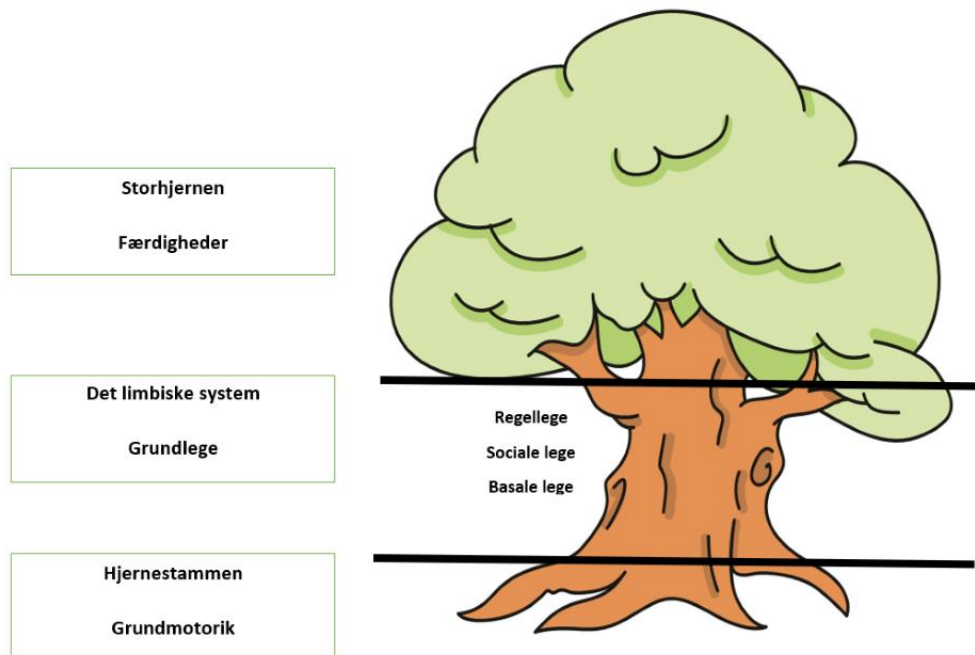 Storhjernen
Færdigheder
Det limbiske system
Grundlege
Regellege
Sociale lege
Basale lege
Hjernestammen
Grundmotorik